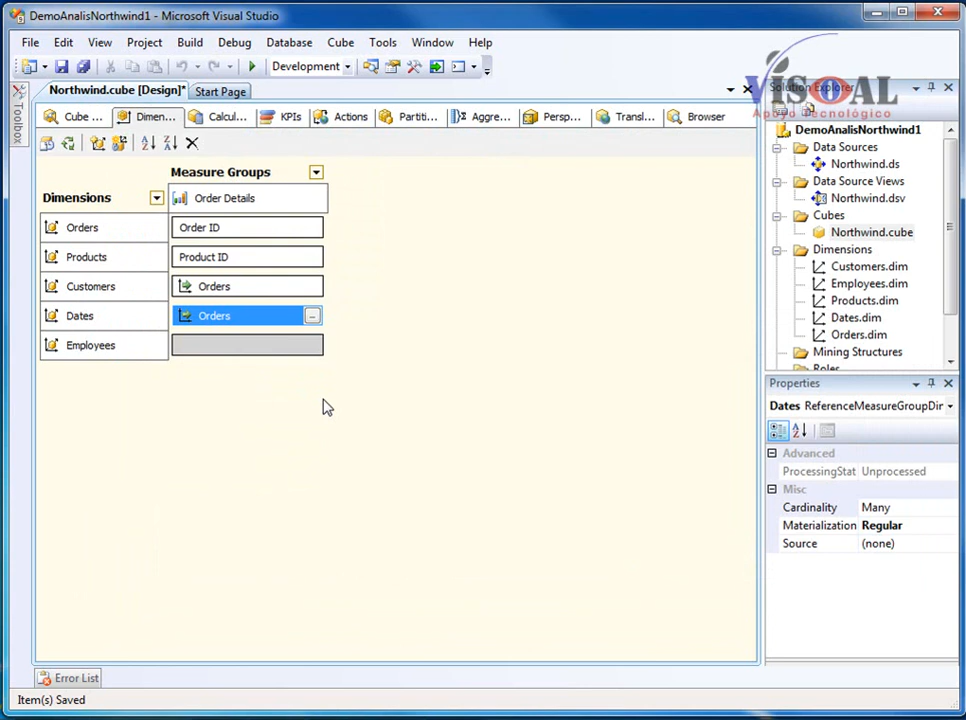 DemoAnalisNorthwind1 - Microsoft Visual Studio
File Edit View Project Build Debug Database Cube Tools Window Help
Development
VISOAL
Apoyo Tecnológico
Toolbox
Northwind.cube [Design]* Start Page
Cube ... Dimen... Calcul... KPIs Actions Partiti... Aggre... Persp... Transl... Browser
Measure Groups
Dimensions
Order Details
Orders Order ID
Products Product ID
Customers Orders
Dates Orders ...
Employees
Solution Explorer
DemoAnalisNorthwind1
Data Sources
Northwind.ds
Data Source Views
Northwind.dsv
Cubes
Northwind.cube
Dimensions
Customers.dim
Employees.dim
Products.dim
Dates.dim
Orders.dim
Mining Structures
Roles
Properties
Dates ReferenceMeasureGroupDir
Advanced
ProcessingStat Unprocessed
Misc
Cardinality Many
Materialization Regular
Source (none)
Error List
Item(s) Saved